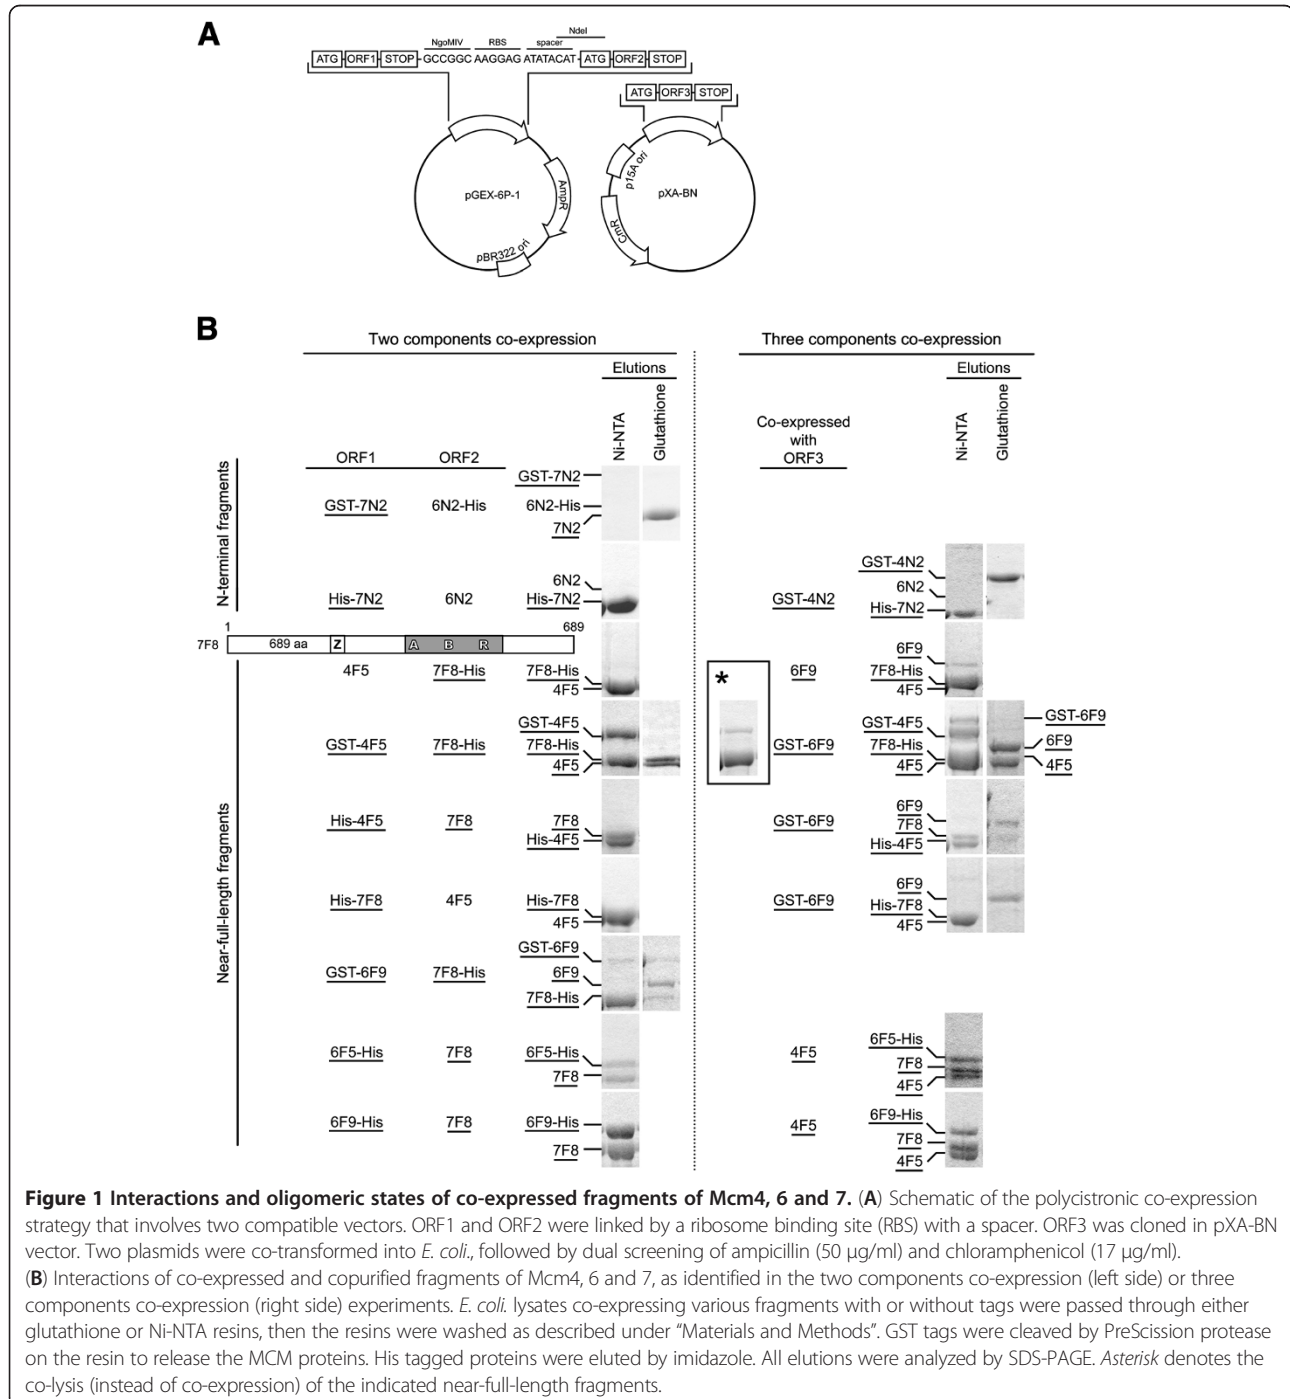 A
NdeI
NgoMIV RBS spacer
ATG ORF1 STOP -GCCGGC AAGGAG ATATACAT- ATG ORF2 STOP
ATG ORF3 STOP
pGEX-6P-1
AmpR
pBR322 ori
p15A ori
pXA-BN
CmR
B
Two components co-expression
Three components co-expression
Elutions
Elutions
Ni-NTA
Glutathione
Ni-NTA
Glutathione
Co-expressed
with
ORF3
ORF1 ORF2
N-terminal fragments
GST-7N2
GST-7N2 6N2-His 6N2-His
7N2
6N2
His-7N2 6N2 His-7N2
GST-4N2
GST-4N2
6N2
His-7N2
1 689
7F8 689 aa Z A B R
Near-full-length fragments
4F5 7F8-His 7F8-His
4F5
6F9
6F9
7F8-His
4F5
GST-4F5
GST-4F5 7F8-His 7F8-His
4F5
*
GST-6F9
GST-4F5
7F8-His
4F5
GST-6F9
6F9
4F5
His-4F5 7F8 7F8
His-4F5
GST-6F9
6F9
7F8
His-4F5
His-7F8 4F5 His-7F8
4F5
GST-6F9
6F9
His-7F8
4F5
GST-6F9
GST-6F9 7F8-His 6F9
7F8-His
6F5-His 7F8 6F5-His
7F8
4F5
6F5-His
7F8
4F5
6F9-His 7F8 6F9-His
7F8
4F5
6F9-His
7F8
4F5
Figure 1 Interactions and oligomeric states of co-expressed fragments of Mcm4, 6 and 7. (A) Schematic of the polycistronic co-expression
strategy that involves two compatible vectors. ORF1 and ORF2 were linked by a ribosome binding site (RBS) with a spacer. ORF3 was cloned in pXA-BN
vector. Two plasmids were co-transformed into E. coli., followed by dual screening of ampicillin (50 μg/ml) and chloramphenicol (17 μg/ml).
(B) Interactions of co-expressed and copurified fragments of Mcm4, 6 and 7, as identified in the two components co-expression (left side) or three
components co-expression (right side) experiments. E. coli. lysates co-expressing various fragments with or without tags were passed through either
glutathione or Ni-NTA resins, then the resins were washed as described under “Materials and Methods”. GST tags were cleaved by PreScission protease
on the resin to release the MCM proteins. His tagged proteins were eluted by imidazole. All elutions were analyzed by SDS-PAGE. Asterisk denotes the
co-lysis (instead of co-expression) of the indicated near-full-length fragments.